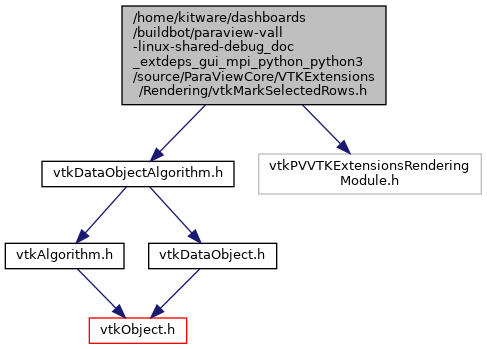 /home/kitware/dashboards
/buildbot/paraview-vall
-linux-shared-debug_doc
_extdeps_gui_mpi_python_python3
/source/ParaViewCore/VTKExtensions
/Rendering/vtkMarkSelectedRows.h
vtkDataObjectAlgorithm.h
vtkPVVTKExtensionsRendering
Module.h
vtkAlgorithm.h
vtkDataObject.h
vtkObject.h